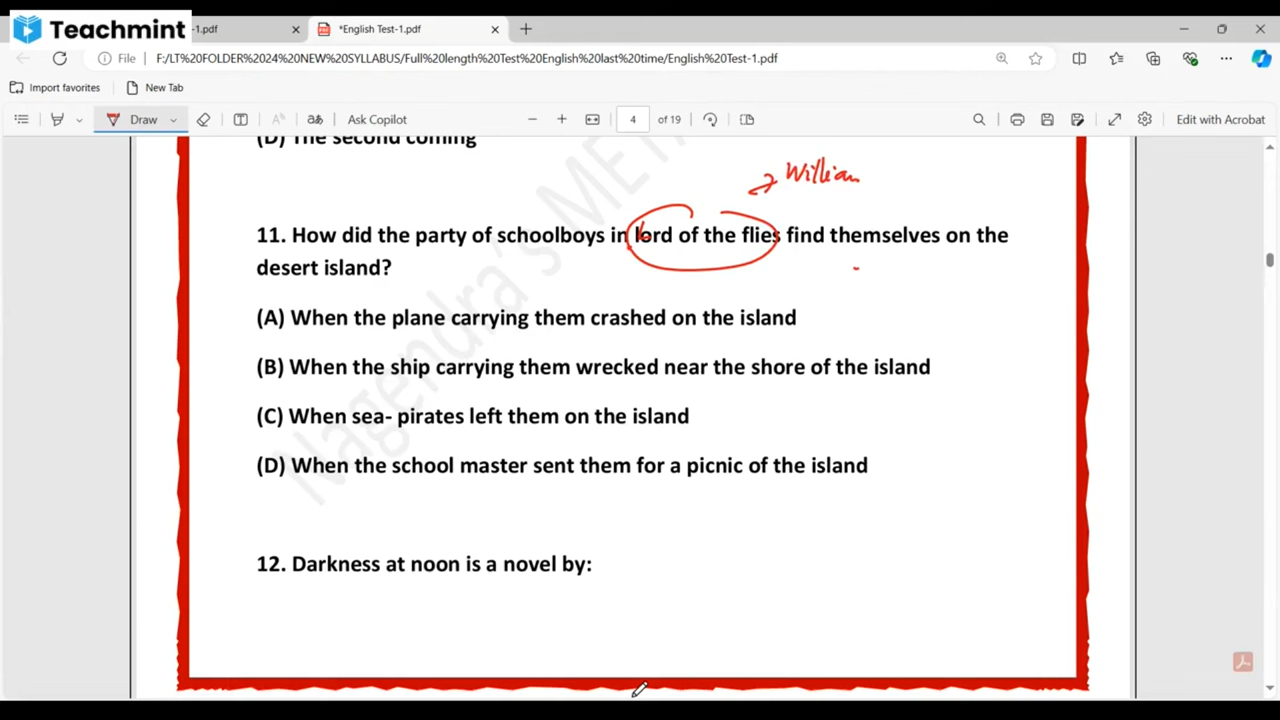 Teachmint
-1.pdf
*English Test-1.pdf
File
F:/LT%20FOLDER%2024%20NEW%20SYLLABUS/Full%20length%20Test%20English%20last%20time/English%20Test-1.pdf
Import favorites
New Tab
Draw
Ask Copilot
4
of 19
Edit with Acrobat
(D) The second coming
Willian
11. How did the party of schoolboys in lord of the flies find themselves on the
desert island?
(A) When the plane carrying them crashed on the island
(B) When the ship carrying them wrecked near the shore of the island
(C) When sea- pirates left them on the island
(D) When the school master sent them for a picnic of the island
12. Darkness at noon is a novel by:
Nagendra's